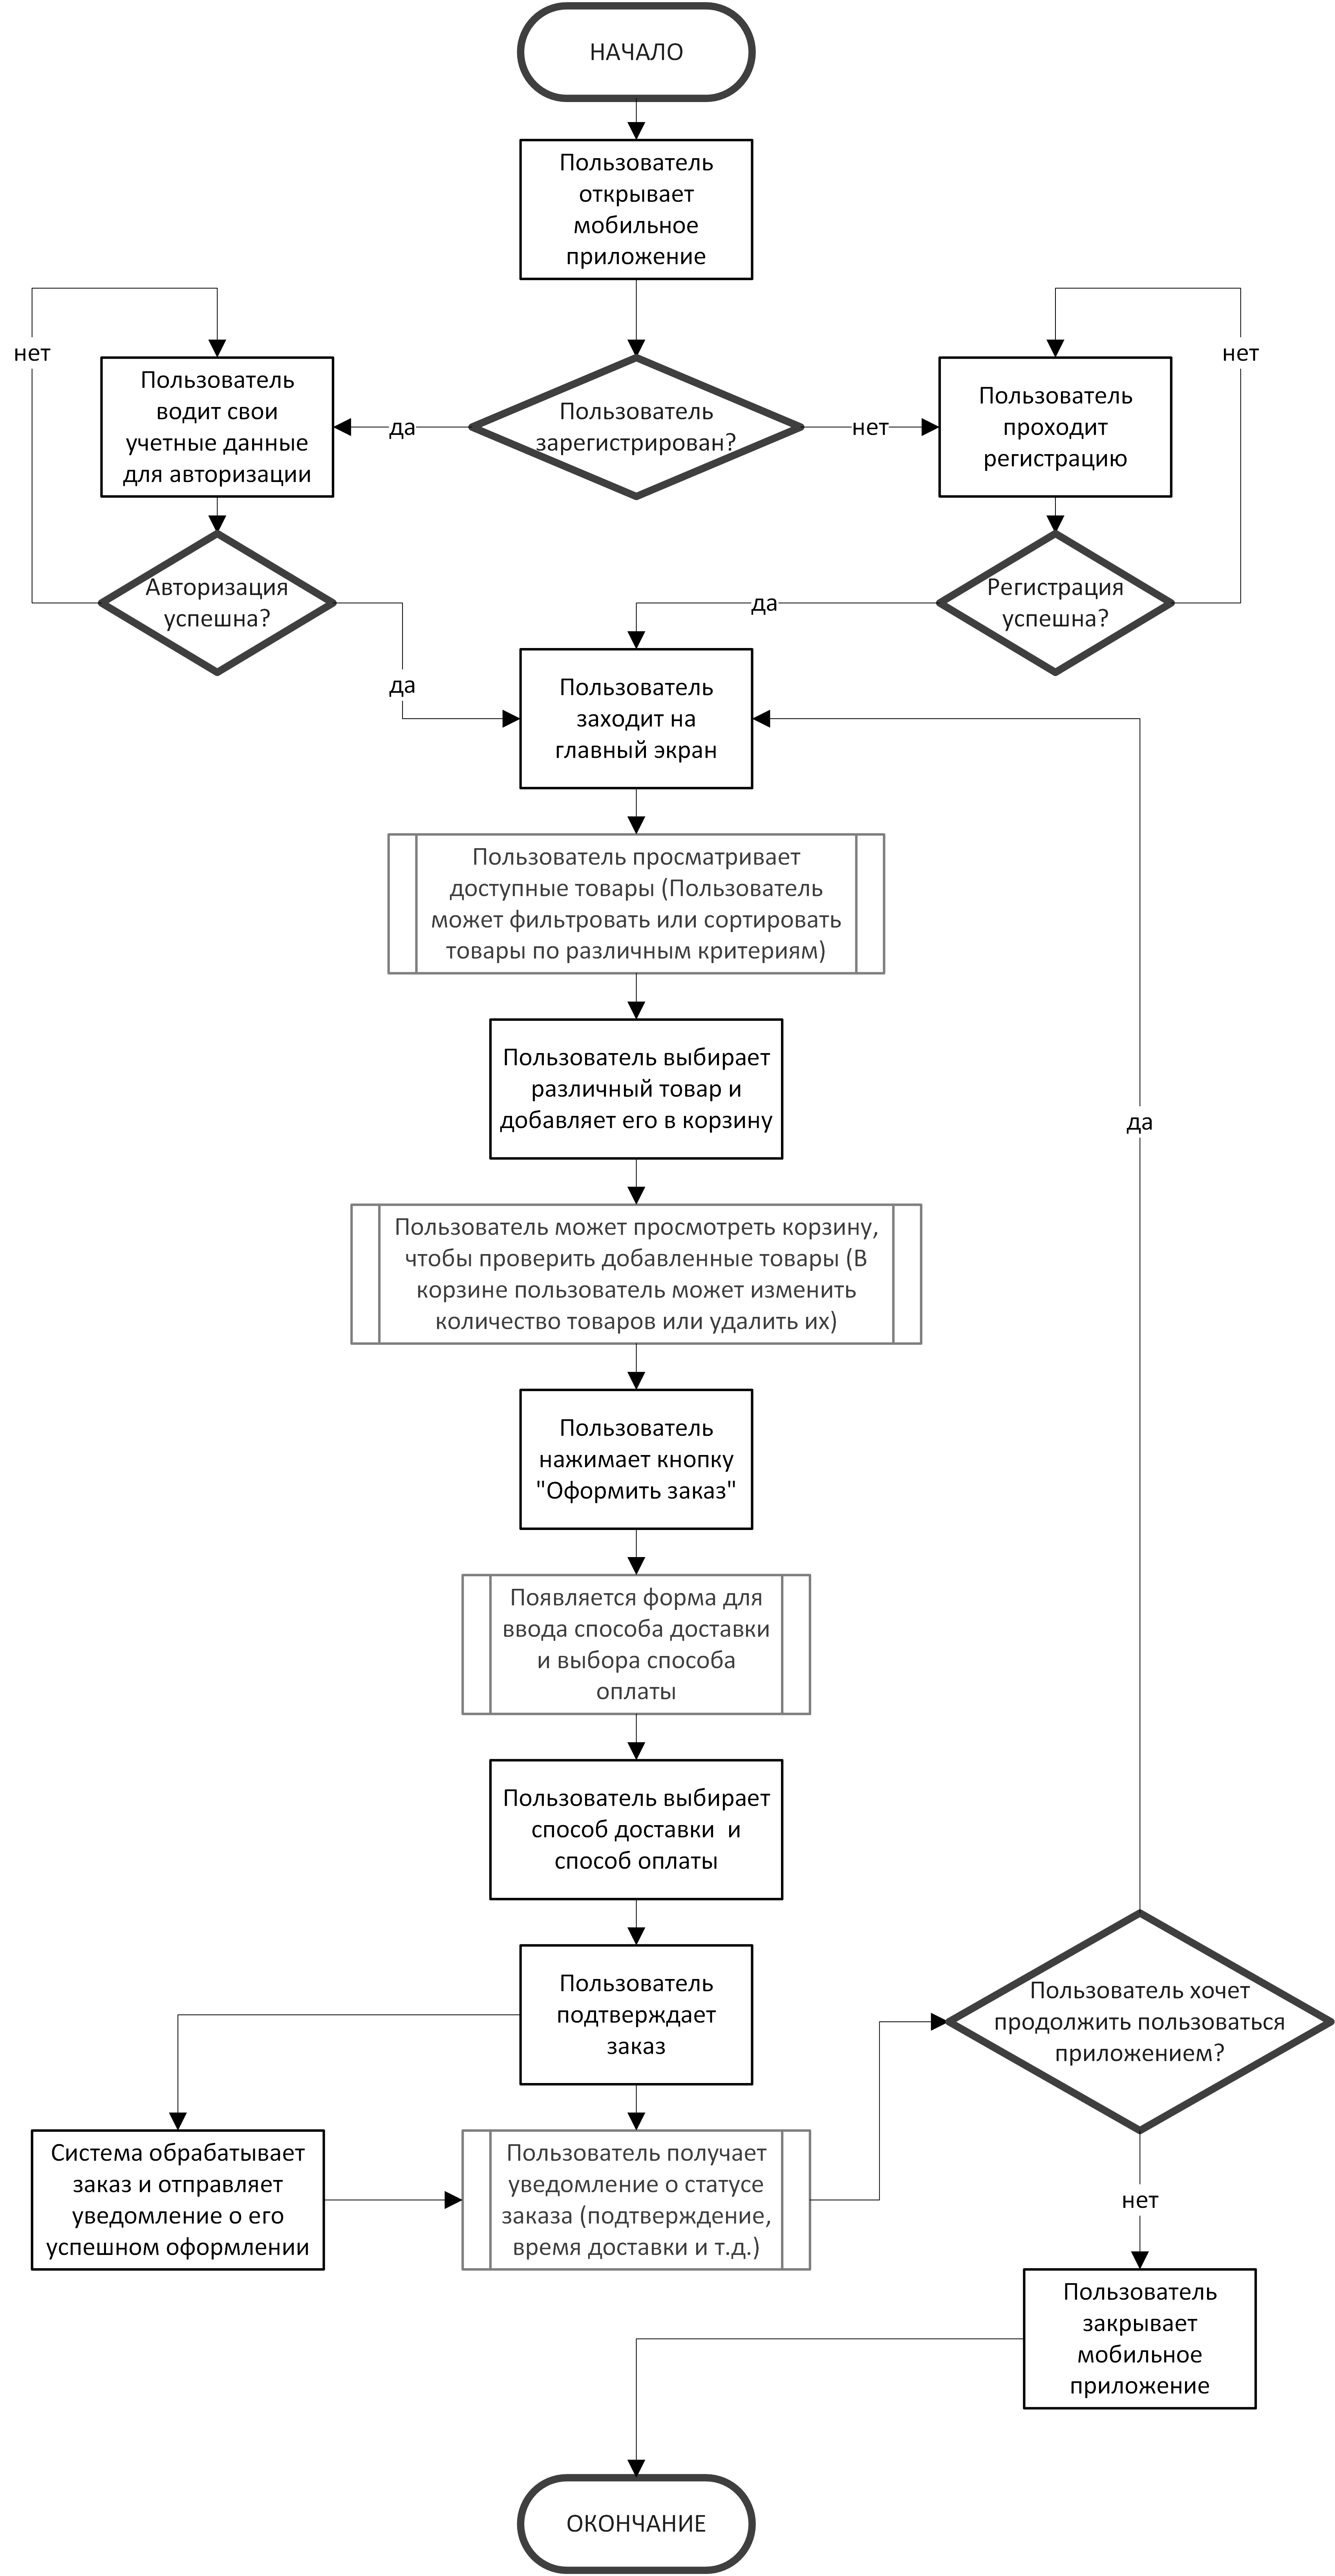 НАЧАЛО
Пользователь
открывает
мобильное
приложение
нет
нет
Пользователь
водит свои
учетные данные
для авторизации
да
Пользователь
зарегистрирован?
нет
Пользователь
проходит
регистрацию
Авторизация
успешна?
да
Регистрация
успешна?
да
Пользователь
заходит на
главный экран
Пользователь просматривает
доступные товары (Пользователь
может фильтровать или сортировать
товары по различным критериям)
Пользователь выбирает
различный товар и
добавляет его в корзину
да
Пользователь может просмотреть корзину,
чтобы проверить добавленные товары (В
корзине пользователь может изменить
количество товаров или удалить их)
Пользователь
нажимает кнопку
"Оформить заказ"
Появляется форма для
ввода способа доставки
и выбора способа
оплаты
Пользователь выбирает
способ доставки и
способ оплаты
Пользователь
подтверждает
заказ
Пользователь хочет
продолжить пользоваться
приложением?
Система обрабатывает
заказ и отправляет
уведомление о его
успешном оформлении
Пользователь получает
уведомление о статусе
заказа (подтверждение,
время доставки и т.д.)
нет
Пользователь
закрывает
мобильное
приложение
ОКОНЧАНИЕ